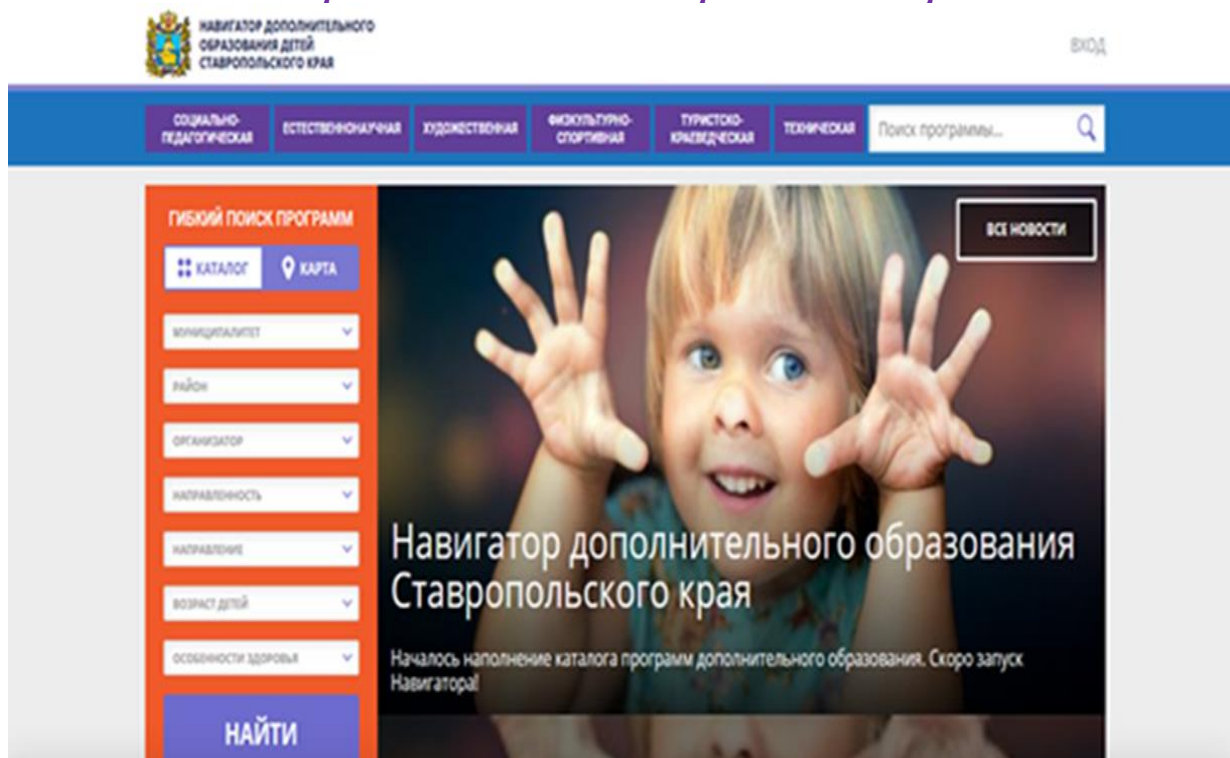 НАВИГАТОР ДОПОЛНИТЕЛЬНОГО
ОБРАЗОВАНИЯ ДЕТЕЙ
СТАВРОПОЛЬСКОГО КРАЯ
ВХОД
СОЦИАЛЬНО-
ПЕДАГОГИЧЕСКАЯ
ЕСТЕСТВЕННОНАУЧНАЯ
ХУДОЖЕСТВЕННАЯ
ФИЗКУЛЬТУРНО-
СПОРТИВНАЯ
ТУРИСТСКО-
КРАЕВЕДЧЕСКАЯ
ТЕХНИЧЕСКАЯ
Поиск программы...
ГИБКИЙ ПОИСК ПРОГРАММ
КАТАЛОГ
КАРТА
МУНИЦИПАЛИТЕТ
РАЙОН
ОРГАНИЗАТОР
НАПРАВЛЕННОСТЬ
НАПРАВЛЕНИЕ
ВОЗРАСТ ДЕТЕЙ
ОСОБЕННОСТИ ЗДОРОВЬЯ
НАЙТИ
ВСЕ НОВОСТИ
Навигатор дополнительного образования
Ставропольского края
Началось наполнение каталога программ дополнительного образования. Скоро запуск
Навигатора!